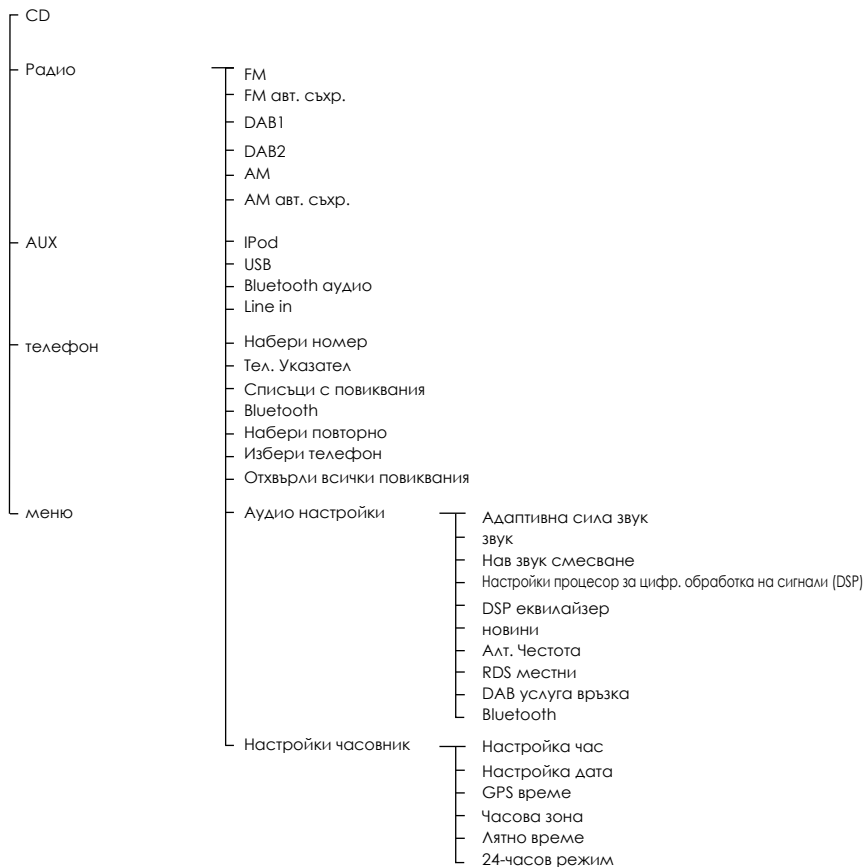 CD
Радио
FM
FM авт. съхр.
DAB1
DAB2
AM
AM авт. съхр.
AUX
IPod
USB
Bluetooth аудио
Line in
телефон
Набери номер
Тел. Указател
Списъци с повиквания
Bluetooth
Набери повторно
Избери телефон
Отхвърли всички повиквания
меню
Аудио настройки
Адаптивна сила звук
звук
Нав звук смесване
Настройки процесор за цифр. обработка на сигнали (DSP)
DSP еквилайзер
новини
Алт. Честота
RDS местни
DAB услуга връзка
Bluetooth
Настройки часовник
Настройка час
Настройка дата
GPS време
Часова зона
Лятно време
24-часов режим